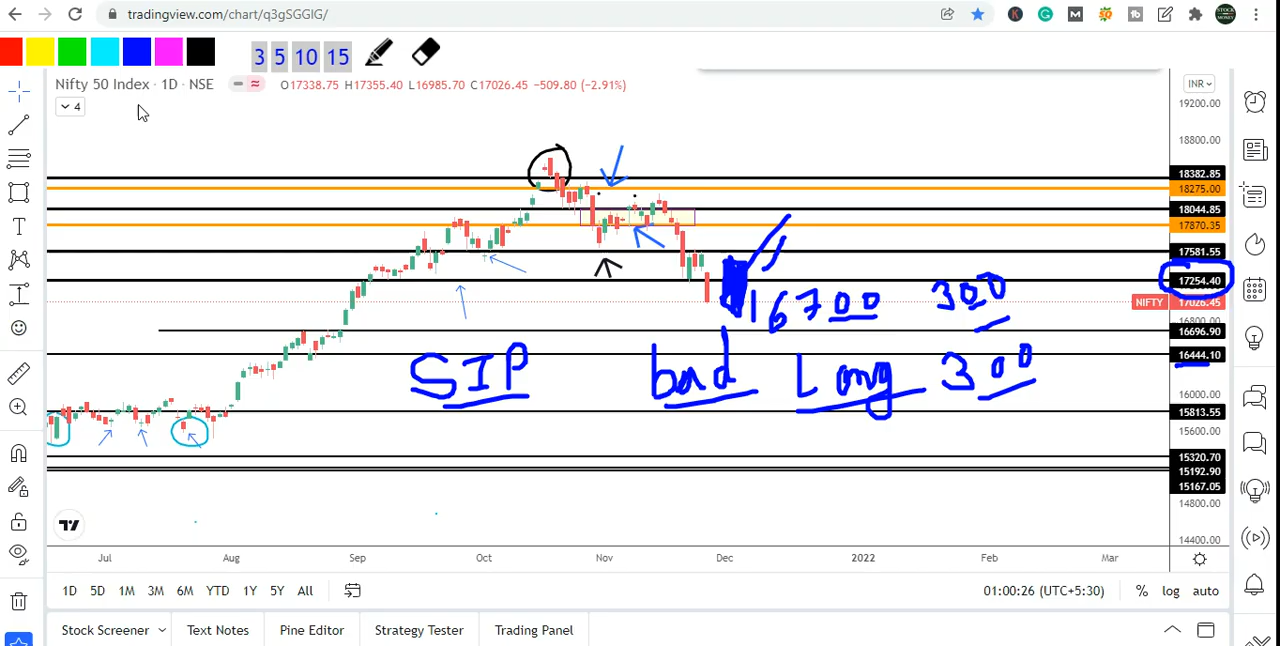 tradingview.com/chart/q3gSGGlG/
3 5 10 15
Nifty 50 Index · 1D · NSE O17338.75 H17355.40 L16985.70 C17026.45 -509.80 (-2.91%)
INR
4
19200.00
18800.00
18382.85
18275.00
18044.85
17870.35
17581.55
17254.40
NIFTY 17026.45
16700 300
16800.00
16696.90
16444.10
SIP bad Long 300
16000.00
15813.55
15600.00
15320.70
15192.90
15167.05
14800.00
14400.00
Jul Aug Sep Oct Nov Dec 2022 Feb Mar
1D 5D 1M 3M 6M YTD 1Y 5Y All 01:00:26 (UTC+5:30) % log auto
Stock Screener Text Notes Pine Editor Strategy Tester Trading Panel